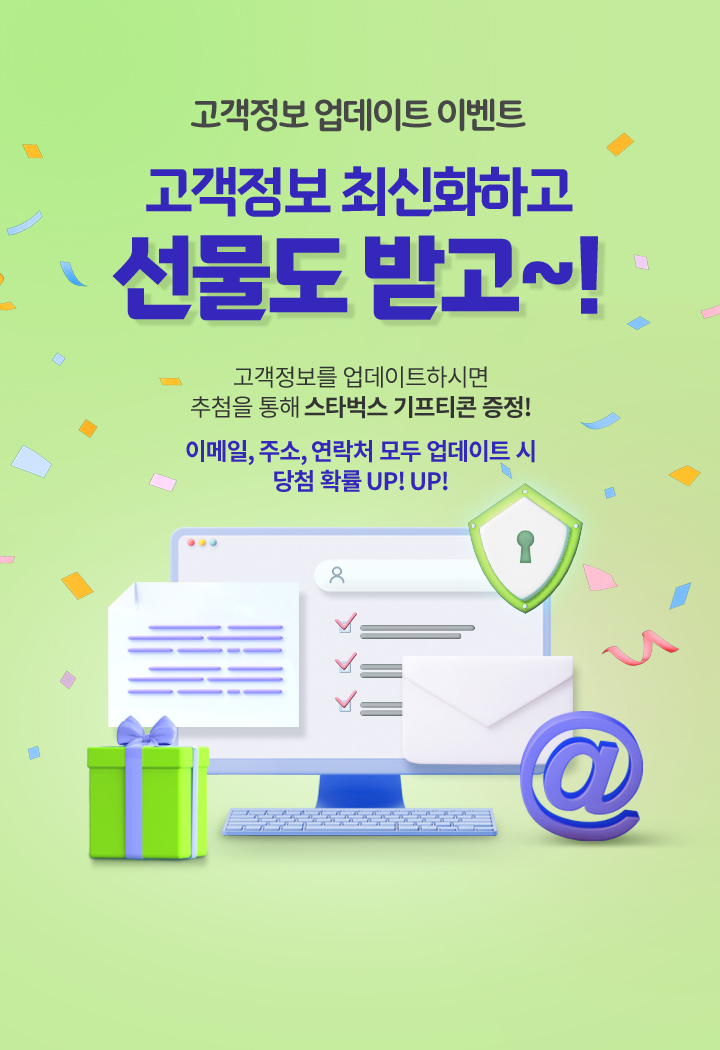 고객정보 업데이트 이벤트
고객정보 최신화하고
선물도 받고~!
고객정보를 업데이트하시면
추첨을 통해 스타벅스 기프티콘 증정!
이메일, 주소, 연락처 모두 업데이트 시
당첨 확률 UP! UP!
@